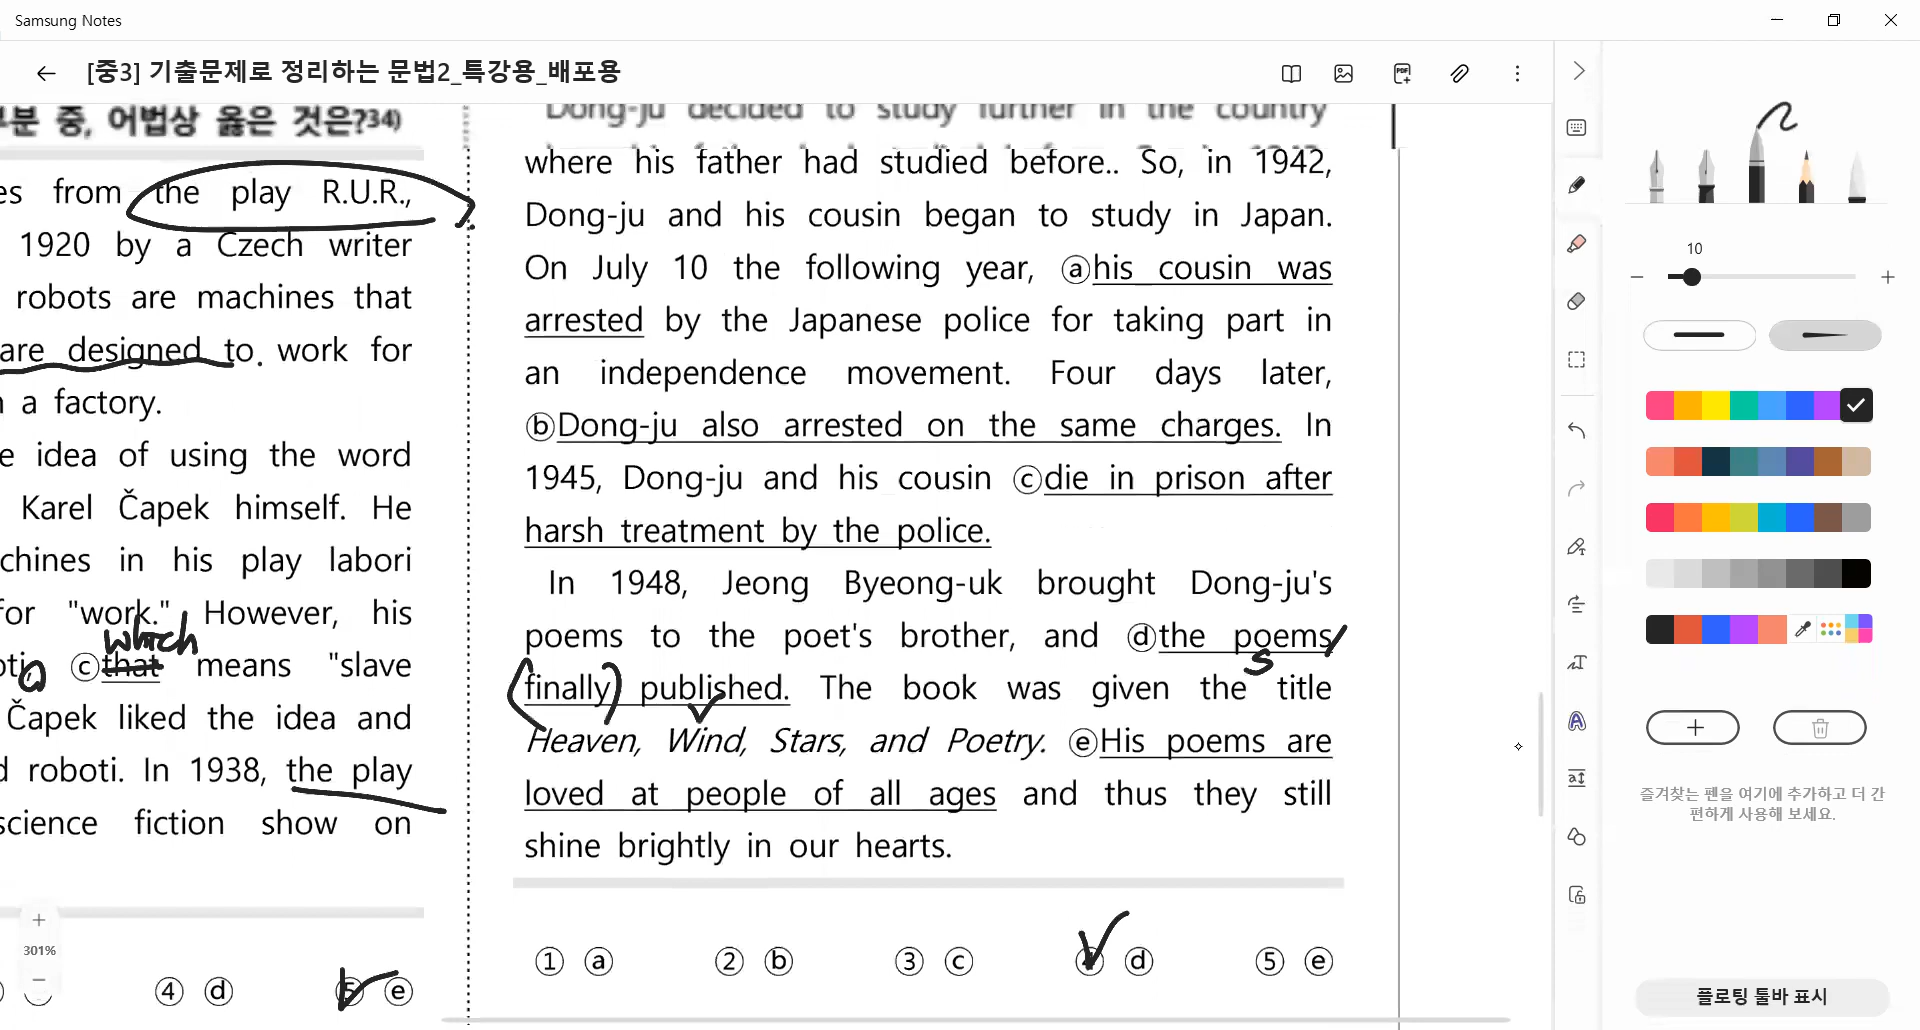 Samsung Notes
[중3] 기출문제로 정리하는 문법2_특강용_배포용
부분 중, 어법상 옳은 것은?34)
es from the play R.U.R.,
1920 by a Czech writer
robots are machines that
are designed to work for
a factory.
e idea of using the word
Karel Čapek himself. He
chines in his play labori
for "work." However, his
which
oti, ⓒthat means "slave
Čapek liked the idea and
d roboti. In 1938, the play
science fiction show on
④ ⓓ ⑤ ⓔ
Dong-ju decided to study further in the country
where his father had studied before.. So, in 1942,
Dong-ju and his cousin began to study in Japan.
On July 10 the following year, ⓐhis cousin was
arrested by the Japanese police for taking part in
an independence movement. Four days later,
ⓑDong-ju also arrested on the same charges. In
1945, Dong-ju and his cousin ⓒdie in prison after
harsh treatment by the police.
In 1948, Jeong Byeong-uk brought Dong-ju's
poems to the poet's brother, and ⓓthe poems
s
(finally) published. The book was given the title
v
Heaven, Wind, Stars, and Poetry. ⓔHis poems are
loved at people of all ages and thus they still
shine brightly in our hearts.
① ⓐ ② ⓑ ③ ⓒ ④ ⓓ ⑤ ⓔ
301%
10
즐겨찾는 펜을 여기에 추가하고 더 간
편하게 사용해 보세요.
플로팅 툴바 표시